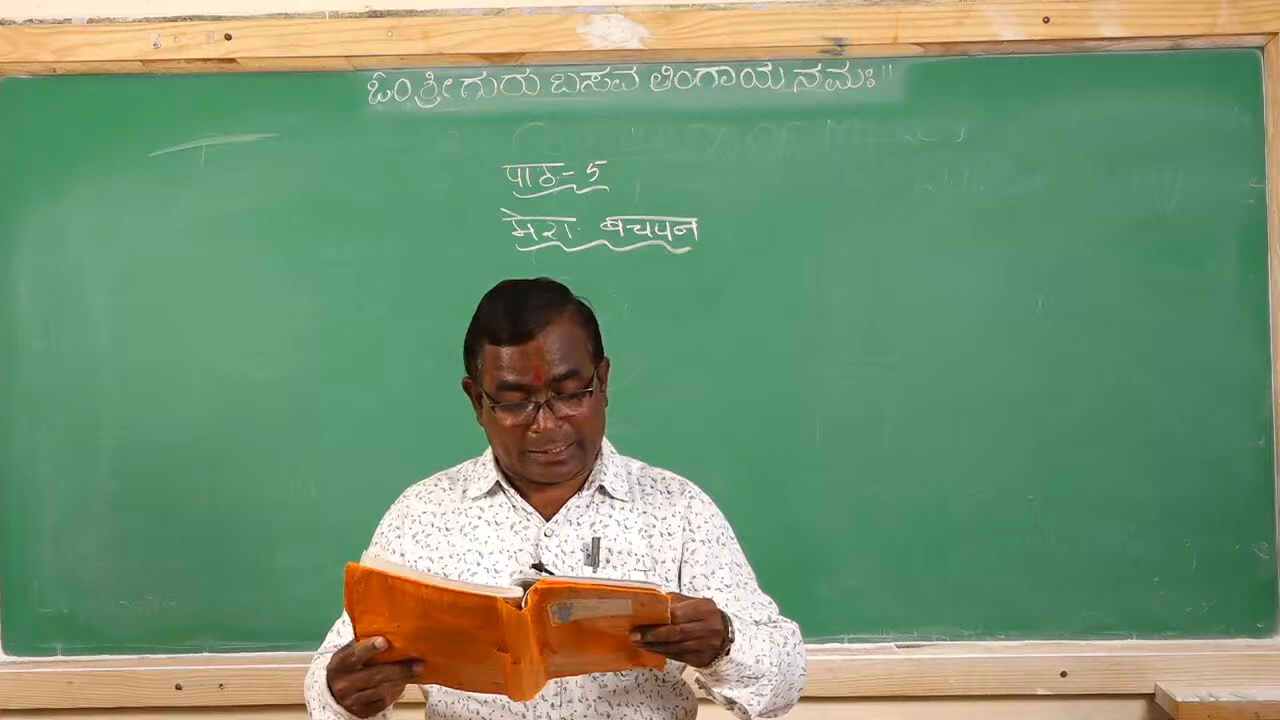 ಓಂ ಶ್ರೀ ಗುರು ಬಸವ ಲಿಂಗಾಯ ನಮಃ"
पाठ- 5
मेरा बचपन